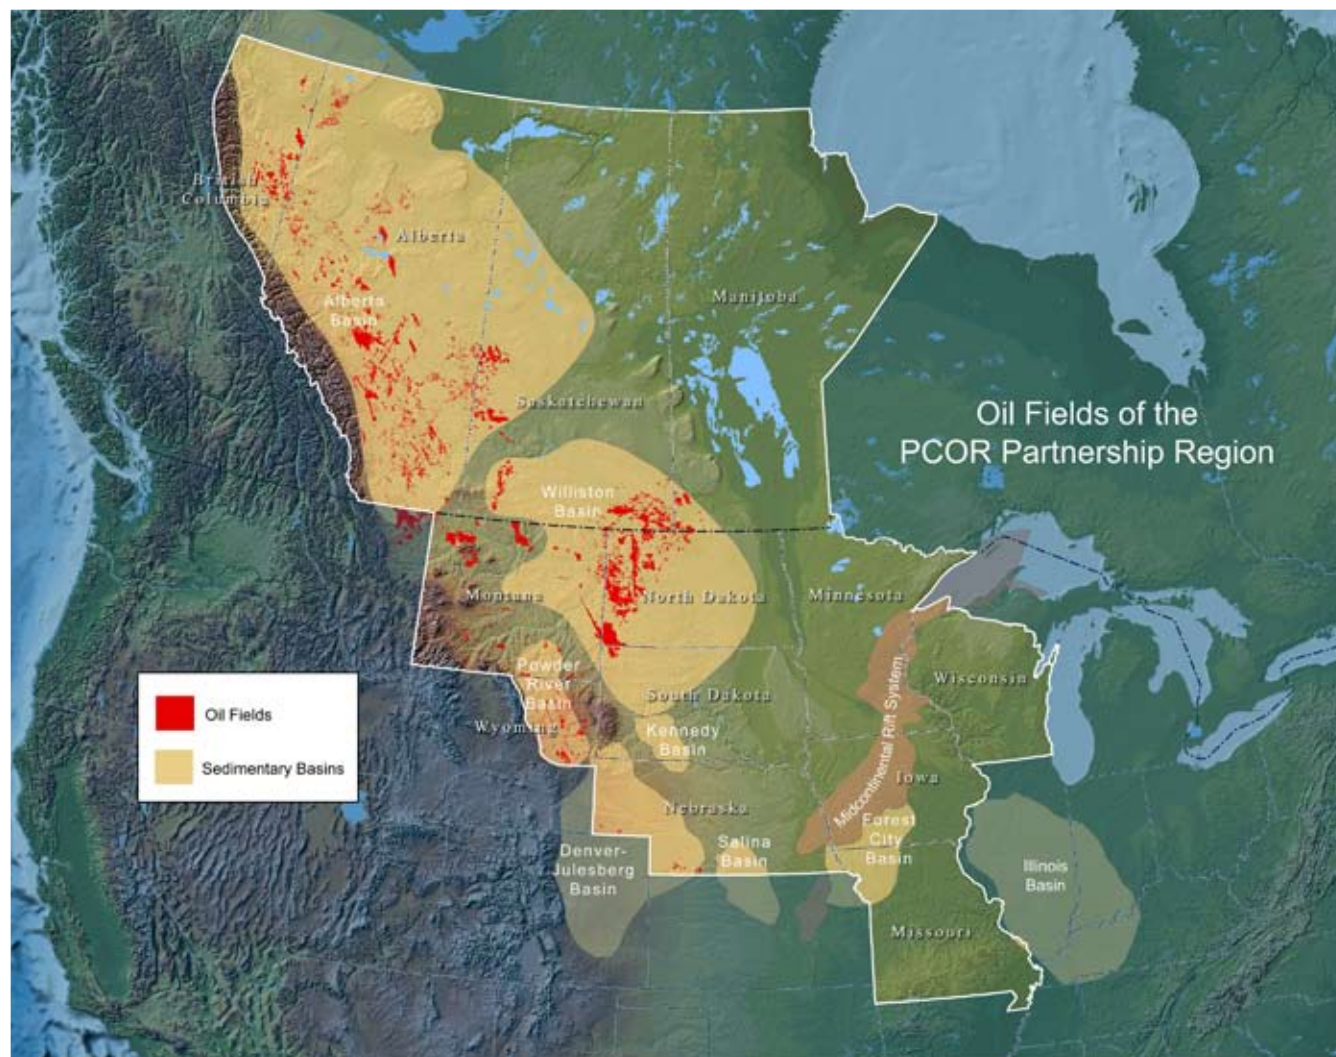 British
Columbia
Alberta
Alberta
Basin
Manitoba
Saskatchewan
Oil Fields of the
PCOR Partnership Region
Williston
Basin
Montana
North Dakota
Minnesota
Powder
River
Basin
Wyoming
South Dakota
Wisconsin
Kennedy
Basin
Oil Fields
Sedimentary Basins
Midcontinental Rift System
Iowa
Nebraska
Forest
City
Basin
Salina
Basin
Denver-
Julesberg
Basin
Illinois
Basin
Missouri